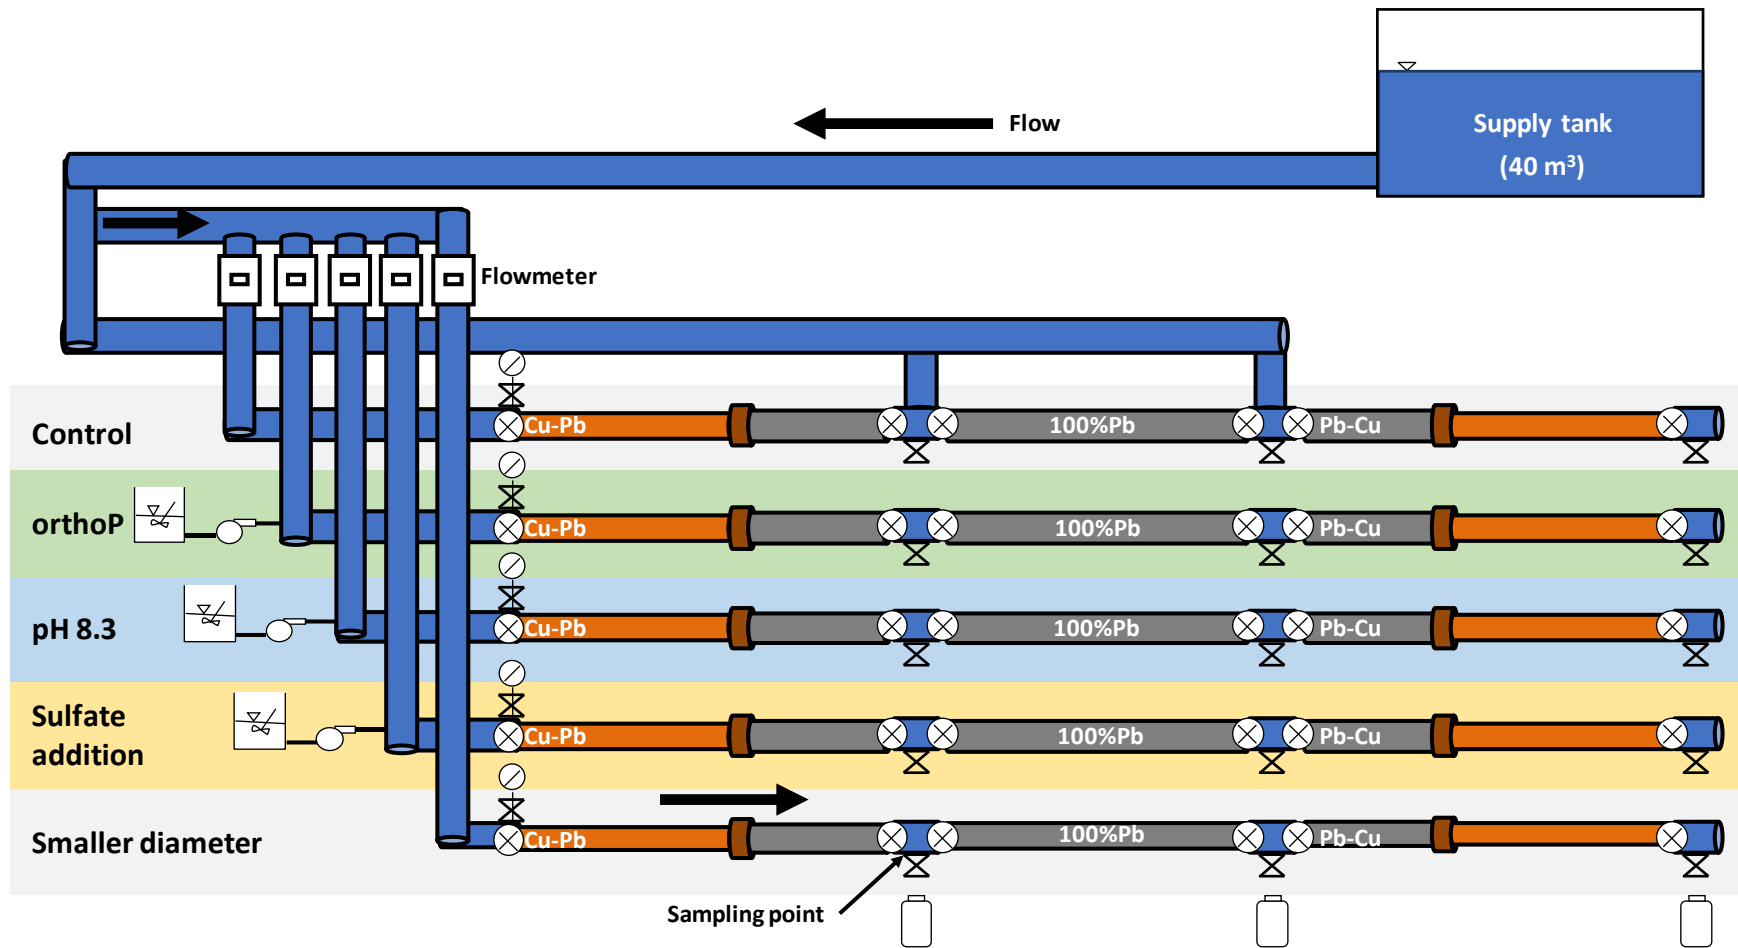 Supply tank
(40 m³)
Flow
Flowmeter
Control
Cu-Pb
100%Pb
Pb-Cu
orthoP
Cu-Pb
100%Pb
Pb-Cu
pH 8.3
Cu-Pb
100%Pb
Pb-Cu
Sulfate
addition
Cu-Pb
100%Pb
Pb-Cu
Smaller diameter
Cu-Pb
100%Pb
Pb-Cu
Sampling point